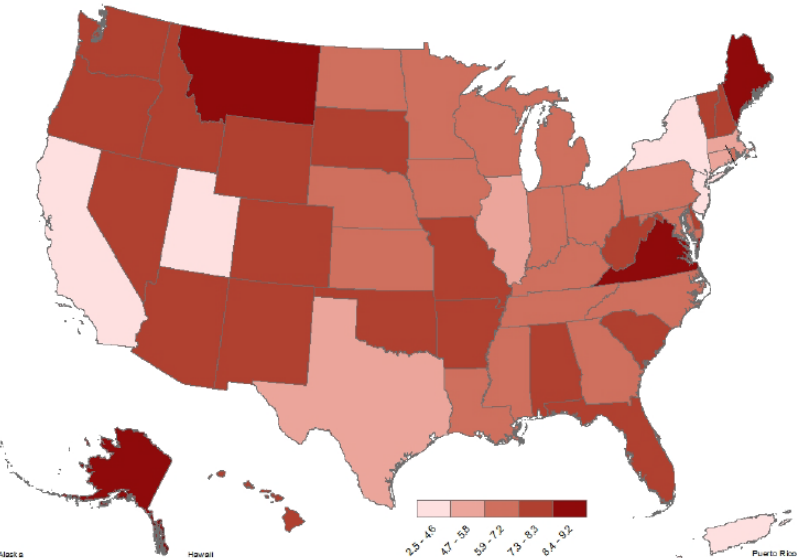 2.5 - 4.6
4.7 - 5.8
5.9 - 7.2
7.3 - 8.3
8.4 - 9.2
Alaska
Hawaii
Puerto Rico